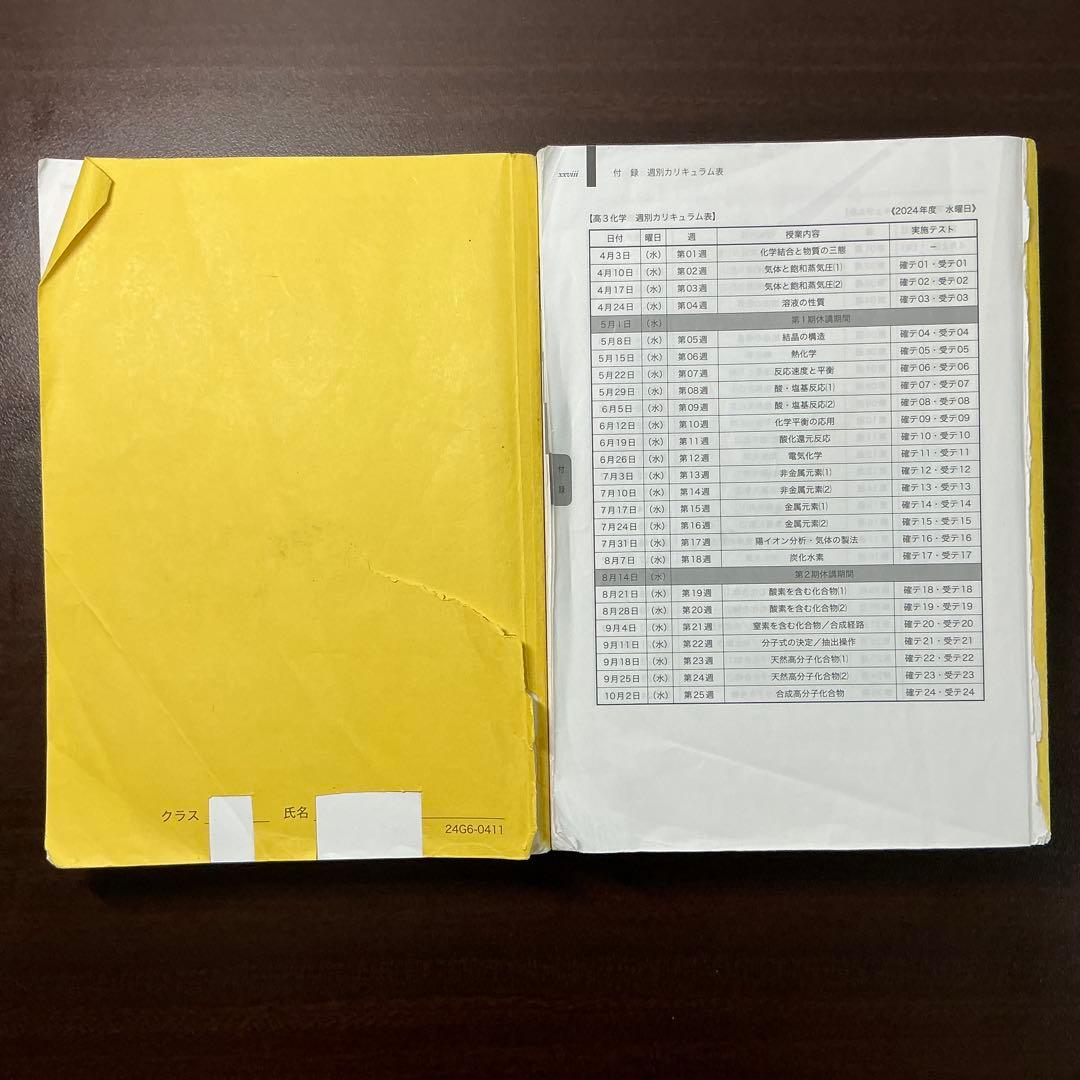 クラス 氏名
24G6-0411
xxviii 付 録 週別カリキュラム表
【高3化学 週別カリキュラム表】 《2024年度 水曜日》
日付 曜日 週 授業内容 実施テスト
4月3日 (水) 第01週 化学結合と物質の三態 −
4月10日 (水) 第02週 気体と飽和蒸気圧(1) 確テ01・受テ01
4月17日 (水) 第03週 気体と飽和蒸気圧(2) 確テ02・受テ02
4月24日 (水) 第04週 溶液の性質 確テ03・受テ03
5月1日 (水) 第1期休講期間
5月8日 (水) 第05週 結晶の構造 確テ04・受テ04
5月15日 (水) 第06週 熱化学 確テ05・受テ05
5月22日 (水) 第07週 反応速度と平衡 確テ06・受テ06
5月29日 (水) 第08週 酸・塩基反応(1) 確テ07・受テ07
6月5日 (水) 第09週 酸・塩基反応(2) 確テ08・受テ08
6月12日 (水) 第10週 化学平衡の応用 確テ09・受テ09
6月19日 (水) 第11週 酸化還元反応 確テ10・受テ10
6月26日 (水) 第12週 電気化学 確テ11・受テ11
7月3日 (水) 第13週 非金属元素(1) 確テ12・受テ12
7月10日 (水) 第14週 非金属元素(2) 確テ13・受テ13
7月17日 (水) 第15週 金属元素(1) 確テ14・受テ14
7月24日 (水) 第16週 金属元素(2) 確テ15・受テ15
7月31日 (水) 第17週 陽イオン分析・気体の製法 確テ16・受テ16
8月7日 (水) 第18週 炭化水素 確テ17・受テ17
8月14日 (水) 第2期休講期間
8月21日 (水) 第19週 酸素を含む化合物(1) 確テ18・受テ18
8月28日 (水) 第20週 酸素を含む化合物(2) 確テ19・受テ19
9月4日 (水) 第21週 窒素を含む化合物/合成経路 確テ20・受テ20
9月11日 (水) 第22週 分子式の決定/抽出操作 確テ21・受テ21
9月18日 (水) 第23週 天然高分子化合物(1) 確テ22・受テ22
9月25日 (水) 第24週 天然高分子化合物(2) 確テ23・受テ23
10月2日 (水) 第25週 合成高分子化合物 確テ24・受テ24
付録